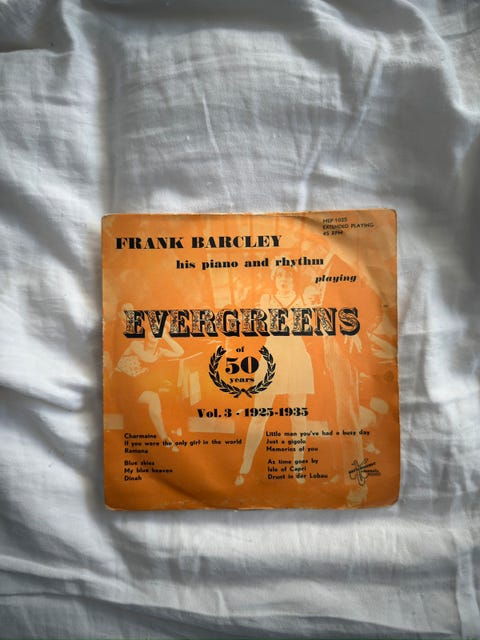 MEP 1025
EXTENDED PLAYING
45 RPM
FRANK BARCLEY
his piano and rhythm
playing
EVERGREENS
of
50
years
Vol. 3 - 1925-1935
Charmaine
If you were the only girl in the world
Ramona
Blue skies
My blue heaven
Dinah
Little man you've had a busy day
Just a gigolo
Memories of you
As time goes by
Isle of Capri
Drunt in der Lobau